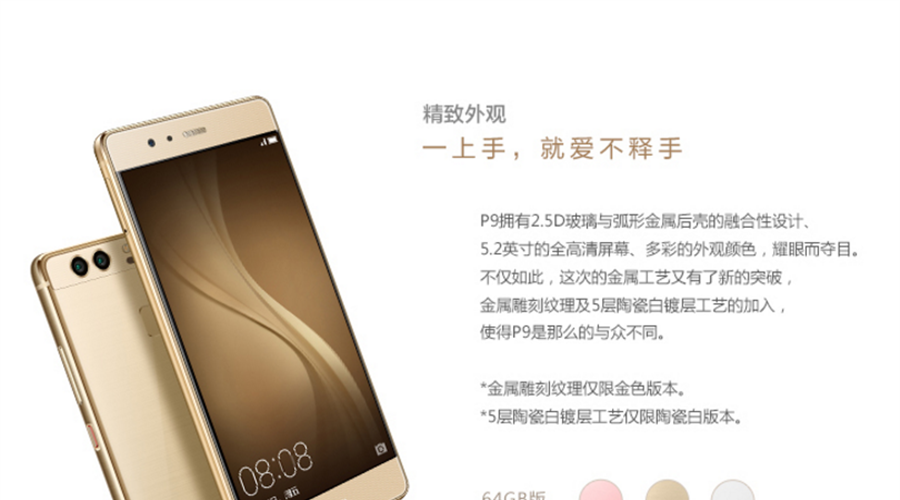 精致外观
一上手，就爱不释手
P9拥有2.5D玻璃与弧形金属后壳的融合性设计、
5.2英寸的全高清屏幕、多彩的外观颜色，耀眼而夺目。
不仅如此，这次的金属工艺又有了新的突破，
金属雕刻纹理及5层陶瓷白镀层工艺的加入，
使得P9是那么的与众不同。
*金属雕刻纹理仅限金色版本。
*5层陶瓷白镀层工艺仅限陶瓷白版本。
64GB版
08:08